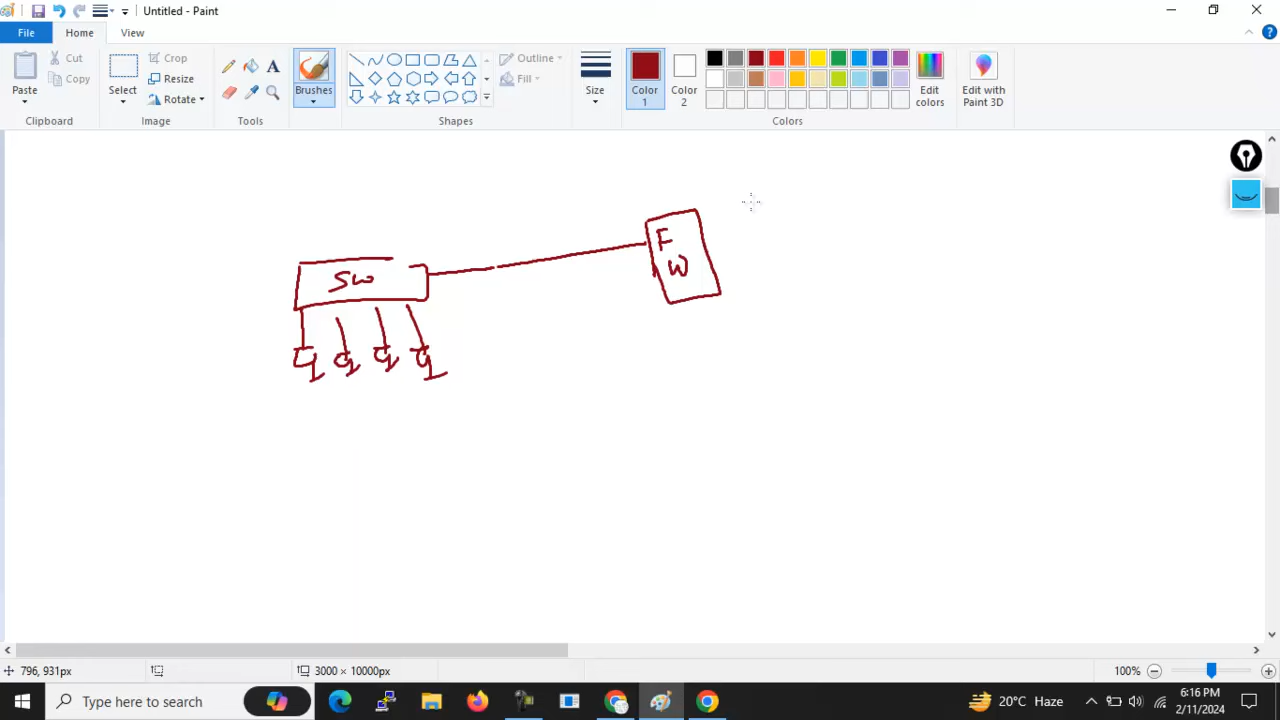 Untitled - Paint
File
Home
View
Paste
Cut
Copy
Clipboard
Select
Crop
Resize
Rotate
Image
A
Tools
Brushes
Outline
Fill
Shapes
Size
Color 1
Color 2
Edit colors
Colors
Edit with Paint 3D
F
W
SW
796, 931px
3000 × 10000px
100%
Type here to search
20°C Haze
6:16 PM
2/11/2024